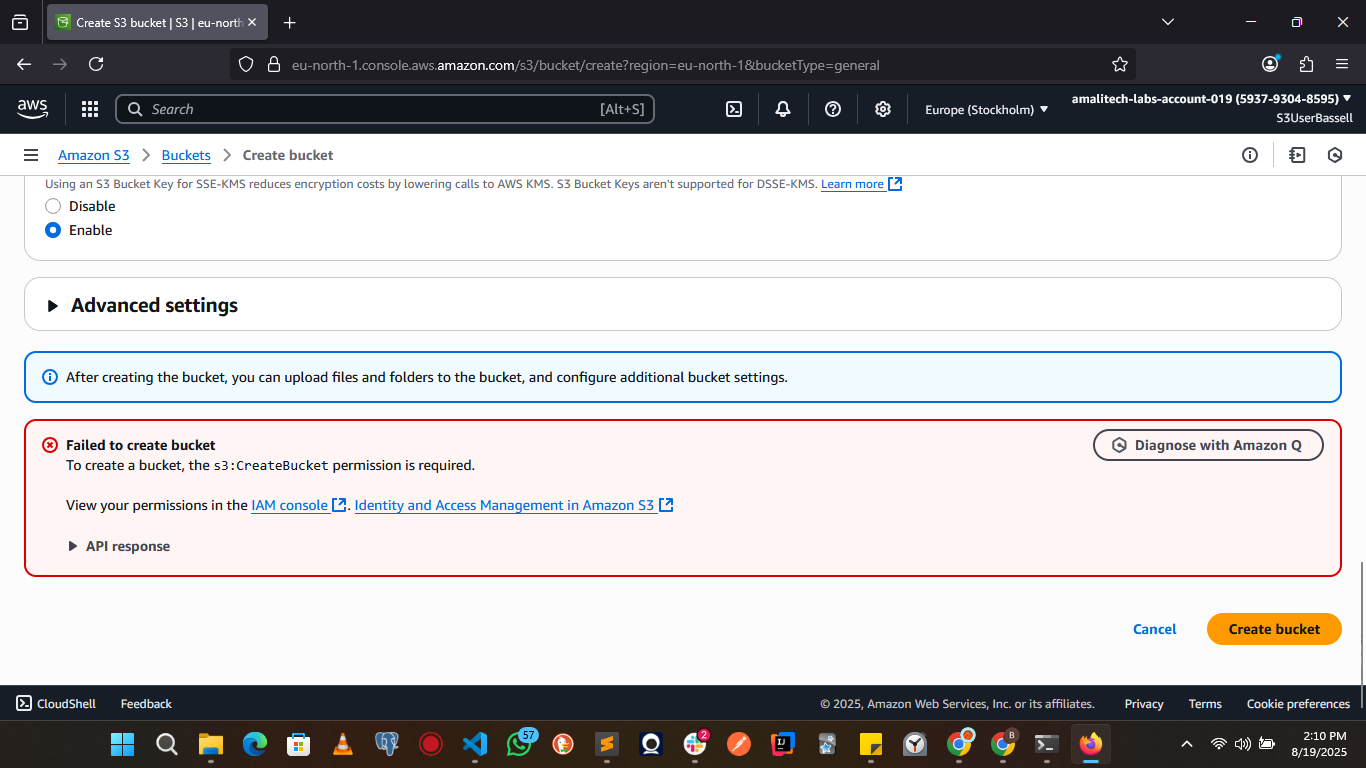 Create S3 bucket | S3 | eu-north
eu-north-1.console.aws.amazon.com/s3/bucket/create?region=eu-north-1&bucketType=general
aws
Search
[Alt+S]
Europe (Stockholm)
amalitech-labs-account-019 (5937-9304-8595)
S3UserBassell
Amazon S3
Buckets
Create bucket
Using an S3 Bucket Key for SSE-KMS reduces encryption costs by lowering calls to AWS KMS. S3 Bucket Keys aren't supported for DSSE-KMS. Learn more
Disable
Enable
Advanced settings
After creating the bucket, you can upload files and folders to the bucket, and configure additional bucket settings.
Failed to create bucket
Diagnose with Amazon Q
To create a bucket, the s3:CreateBucket permission is required.
View your permissions in the IAM console. Identity and Access Management in Amazon S3
API response
Cancel
Create bucket
CloudShell
Feedback
© 2025, Amazon Web Services, Inc. or its affiliates.
Privacy
Terms
Cookie preferences
57
2
B
2:10 PM
8/19/2025